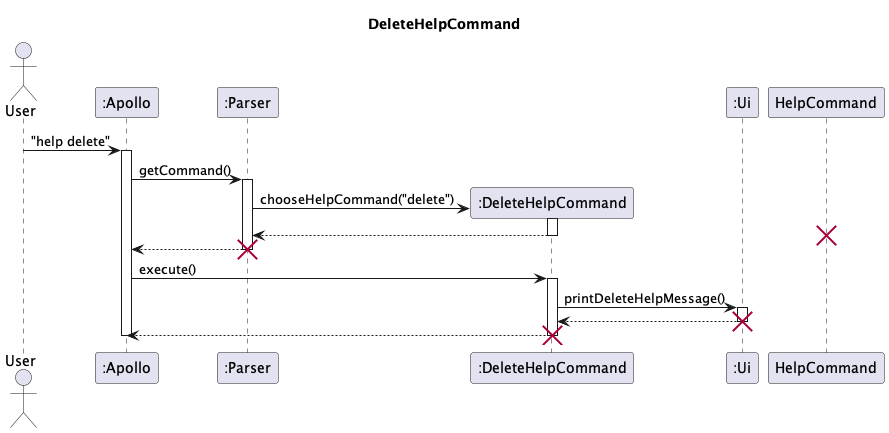 DeleteHelpCommand
User
:Apollo
:Parser
:Ui
HelpCommand
"help delete"
getCommand()
chooseHelpCommand("delete")
:DeleteHelpCommand
execute()
printDeleteHelpMessage()
User
:Apollo
:Parser
:DeleteHelpCommand
:Ui
HelpCommand